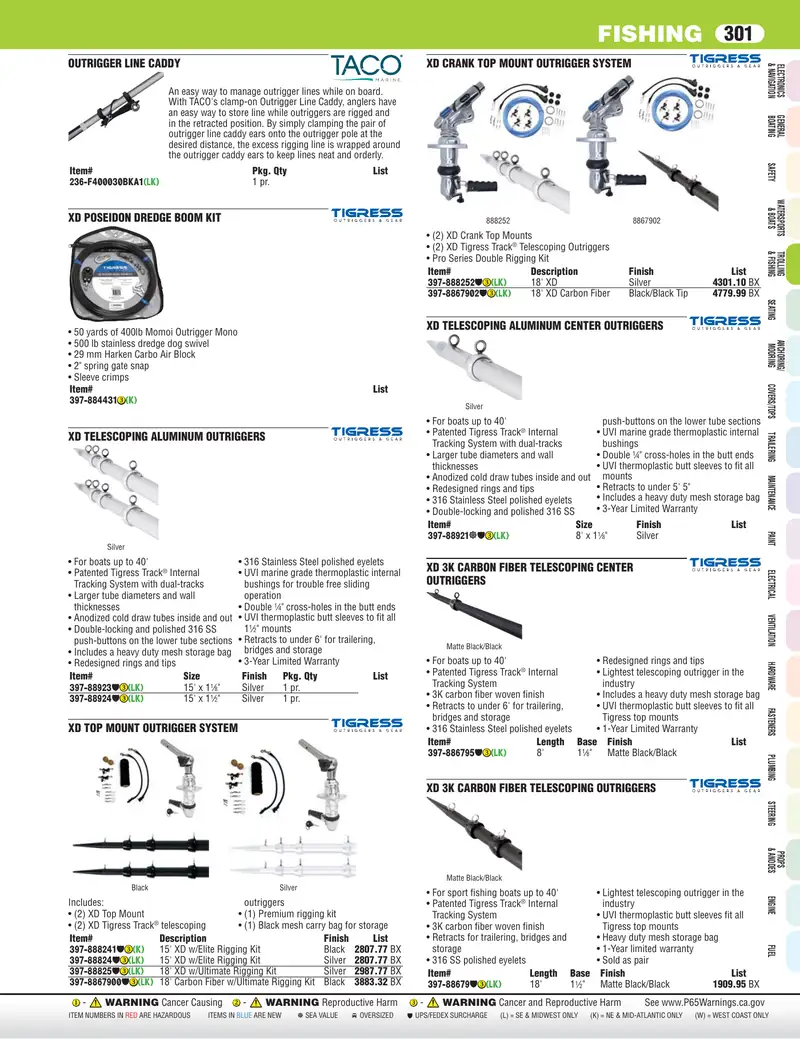 FISHING 301
OUTRIGGER LINE CADDY
TACO
MARINE
An easy way to manage outrigger lines while on board.
With TACO's clamp-on Outrigger Line Caddy, anglers have
an easy way to store line while outriggers are rigged and
in the retracted position. By simply clamping the pair of
outrigger line caddy ears onto the outrigger pole at the
desired distance, the excess rigging line is wrapped around
the outrigger caddy ears to keep lines neat and orderly.
Item# Pkg. Qty List
236-F400030BKA1(LK) 1 pr.
XD POSEIDON DREDGE BOOM KIT
TIGRESS
OUTRIGGERS & GEAR
TIGRESS
• 50 yards of 400lb Momoi Outrigger Mono
• 500 lb stainless dredge dog swivel
• 29 mm Harken Carbo Air Block
• 2" spring gate snap
• Sleeve crimps
Item# List
397-884431 3(K)
XD TELESCOPING ALUMINUM OUTRIGGERS
TIGRESS
OUTRIGGERS & GEAR
Silver
• For boats up to 40'
• Patented Tigress Track® Internal
Tracking System with dual-tracks
• Larger tube diameters and wall
thicknesses
• Anodized cold draw tubes inside and out
• Double-locking and polished 316 SS
push-buttons on the lower tube sections
• Includes a heavy duty mesh storage bag
• Redesigned rings and tips
• 316 Stainless Steel polished eyelets
• UVI marine grade thermoplastic internal
bushings for trouble free sliding
operation
• Double ¼" cross-holes in the butt ends
• UVI thermoplastic butt sleeves to fit all
1½" mounts
• Retracts to under 6' for trailering,
bridges and storage
• 3-Year Limited Warranty
Item# Size Finish Pkg. Qty List
397-88923 3(LK) 15' x 1⅛" Silver 1 pr.
397-88924 3(LK) 15' x 1½" Silver 1 pr.
XD TOP MOUNT OUTRIGGER SYSTEM
TIGRESS
OUTRIGGERS & GEAR
Black Silver
Includes:
• (2) XD Top Mount
• (2) XD Tigress Track® telescoping
outriggers
• (1) Premium rigging kit
• (1) Black mesh carry bag for storage
Item# Description Finish List
397-888241 3(K) 15' XD w/Elite Rigging Kit Black 2807.77 BX
397-88824 3(LK) 15' XD w/Elite Rigging Kit Silver 2807.77 BX
397-88825 3(LK) 18' XD w/Ultimate Rigging Kit Silver 2987.77 BX
397-8867900 3(LK) 18' Carbon Fiber w/Ultimate Rigging Kit Black 3883.32 BX
XD CRANK TOP MOUNT OUTRIGGER SYSTEM
TIGRESS
OUTRIGGERS & GEAR
888252 8867902
• (2) XD Crank Top Mounts
• (2) XD Tigress Track® Telescoping Outriggers
• Pro Series Double Rigging Kit
Item# Description Finish List
397-888252 3(LK) 18' XD Silver 4301.10 BX
397-8867902 3(LK) 18' XD Carbon Fiber Black/Black Tip 4779.99 BX
XD TELESCOPING ALUMINUM CENTER OUTRIGGERS
TIGRESS
OUTRIGGERS & GEAR
Silver
• For boats up to 40'
• Patented Tigress Track® Internal
Tracking System with dual-tracks
• Larger tube diameters and wall
thicknesses
• Anodized cold draw tubes inside and out
• Redesigned rings and tips
• 316 Stainless Steel polished eyelets
• Double-locking and polished 316 SS
push-buttons on the lower tube sections
• UVI marine grade thermoplastic internal
bushings
• Double ¼" cross-holes in the butt ends
• UVI thermoplastic butt sleeves to fit all
mounts
• Retracts to under 5' 5"
• Includes a heavy duty mesh storage bag
• 3-Year Limited Warranty
Item# Size Finish List
397-88921 3(LK) 8' x 1⅛" Silver
XD 3K CARBON FIBER TELESCOPING CENTER
OUTRIGGERS
TIGRESS
OUTRIGGERS & GEAR
Matte Black/Black
• For boats up to 40'
• Patented Tigress Track® Internal
Tracking System
• 3K carbon fiber woven finish
• Retracts to under 6' for trailering,
bridges and storage
• 316 Stainless Steel polished eyelets
• Redesigned rings and tips
• Lightest telescoping outrigger in the
industry
• Includes a heavy duty mesh storage bag
• UVI thermoplastic butt sleeves to fit all
Tigress top mounts
• 1-Year Limited Warranty
Item# Length Base Finish List
397-886795 3(LK) 8' 1⅛" Matte Black/Black
XD 3K CARBON FIBER TELESCOPING OUTRIGGERS
TIGRESS
OUTRIGGERS & GEAR
Matte Black/Black
• For sport fishing boats up to 40'
• Patented Tigress Track® Internal
Tracking System
• 3K carbon fiber woven finish
• Retracts for trailering, bridges and
storage
• 316 SS polished eyelets
• Lightest telescoping outrigger in the
industry
• UVI thermoplastic butt sleeves fit all
Tigress top mounts
• Heavy duty mesh storage bag
• 1-Year limited warranty
• Sold as pair
Item# Length Base Finish List
397-88679 3(LK) 18' 1½" Matte Black/Black 1909.95 BX
ELECTRONICS
& NAVIGATION
GENERAL
BOATING
SAFETY
WATERSPORTS
& BOATS
TROLLING
& FISHING
SEATING
ANCHORING/
MOORING
COVERS/TOPS
TRAILERING
MAINTENANCE
PAINT
ELECTRICAL
VENTILATION
HARDWARE
FASTENERS
PLUMBING
STEERING
PROPS
& ANODES
ENGINE
FUEL
1 - WARNING Cancer Causing 2 - WARNING Reproductive Harm 3 - WARNING Cancer and Reproductive Harm See www.P65Warnings.ca.gov
ITEM NUMBERS IN RED ARE HAZARDOUS ITEMS IN BLUE ARE NEW SEA VALUE OVERSIZED UPS/FEDEX SURCHARGE (L) = SE & MIDWEST ONLY (K) = NE & MID-ATLANTIC ONLY (W) = WEST COAST ONLY